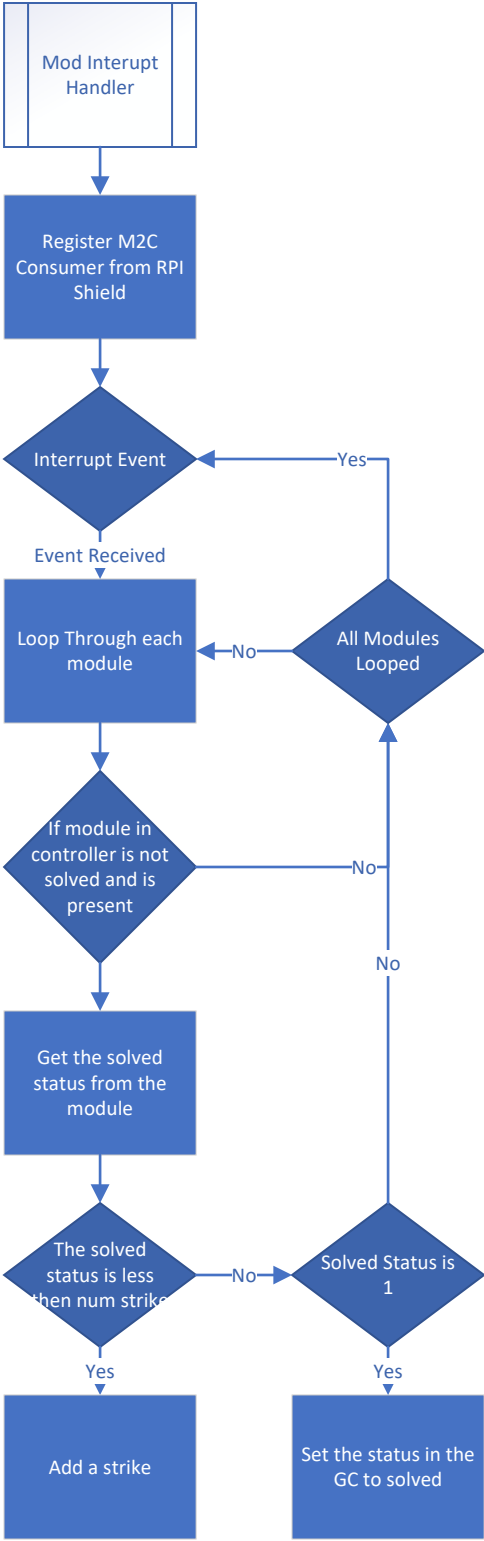 Mod Interupt
Handler
Register M2C
Consumer from RPI
Shield
Interrupt Event
Yes
Event Received
Loop Through each
module
No
All Modules
Looped
If module in
controller is not
solved and is
present
No
No
Get the solved
status from the
module
The solved
status is less
then num strike
No
Solved Status is
1
Yes
Yes
Add a strike
Set the status in the
GC to solved